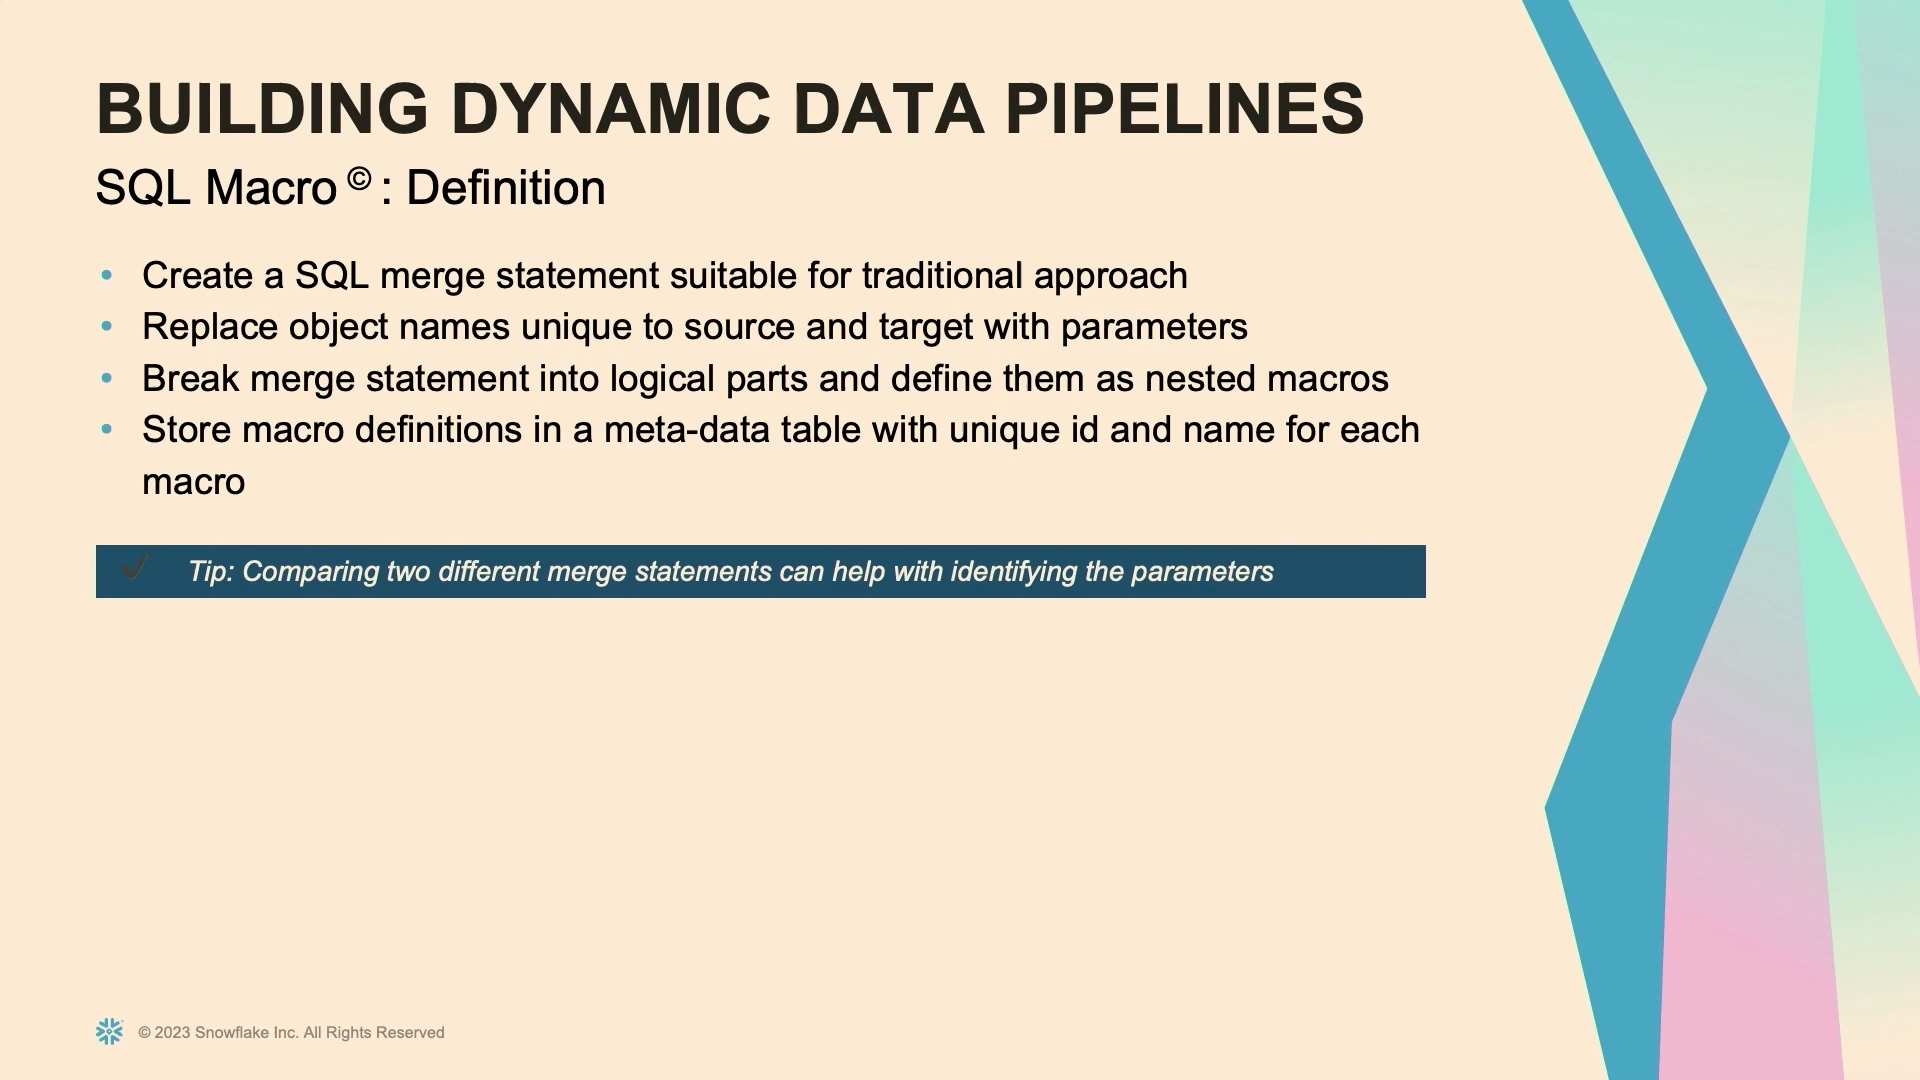 BUILDING DYNAMIC DATA PIPELINES
SQL Macro © : Definition
• Create a SQL merge statement suitable for traditional approach
• Replace object names unique to source and target with parameters
• Break merge statement into logical parts and define them as nested macros
• Store macro definitions in a meta-data table with unique id and name for each
macro
✓ Tip: Comparing two different merge statements can help with identifying the parameters
© 2023 Snowflake Inc. All Rights Reserved